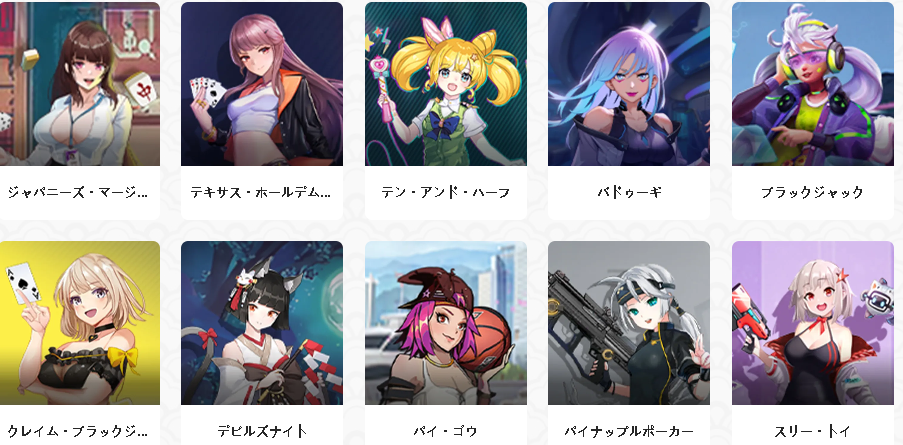 ジャパニーズ・マージ...
テキサス・ホールデム...
テン・アンド・ハーフ
バドゥーギ
ブラックジャック
クレイム・ブラックジ...
デビルズナイト
パイ・ゴウ
パイナップルポーカー
スリー・トイ